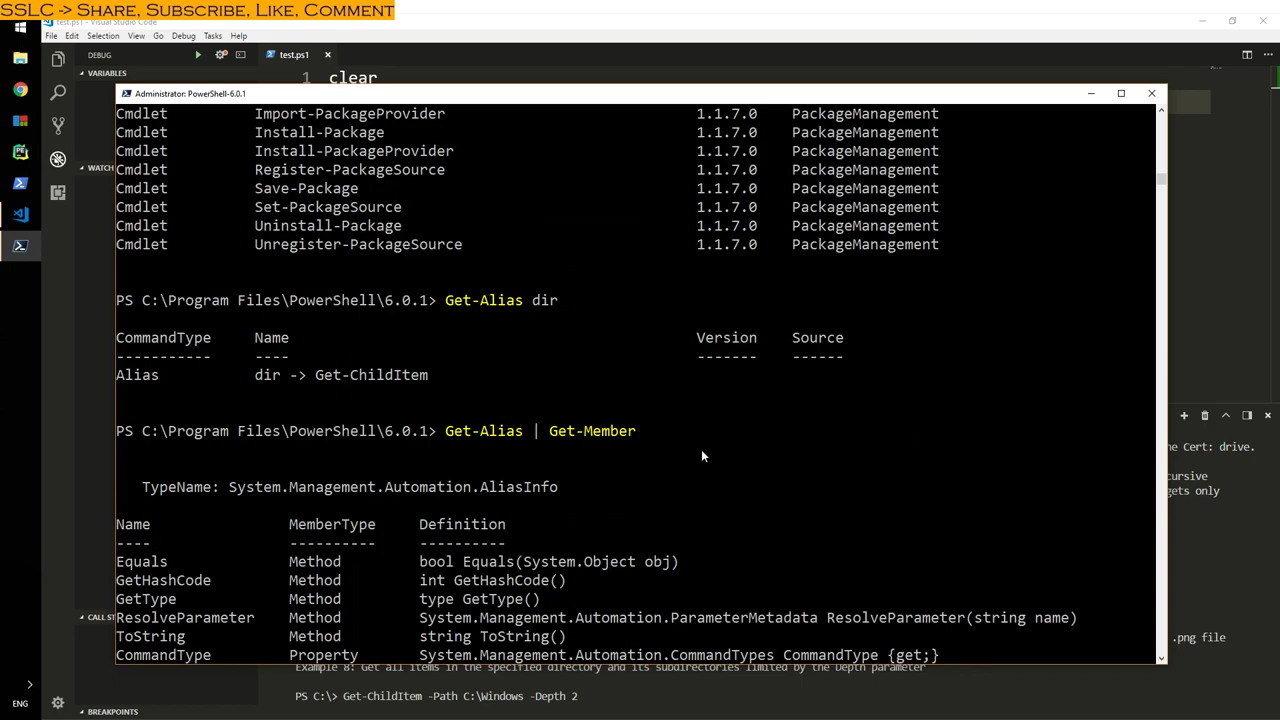 SSLC -> Share, Subscribe, Like, Comment
test.ps1 - Visual Studio Code
File Edit Selection View Go Debug Tasks Help
DEBUG
test.ps1
VARIABLES
1 clear
Administrator: PowerShell-6.0.1
Cmdlet Import-PackageProvider 1.1.7.0 PackageManagement
Cmdlet Install-Package 1.1.7.0 PackageManagement
Cmdlet Install-PackageProvider 1.1.7.0 PackageManagement
Cmdlet Register-PackageSource 1.1.7.0 PackageManagement
WATCH
Cmdlet Save-Package 1.1.7.0 PackageManagement
Cmdlet Set-PackageSource 1.1.7.0 PackageManagement
Cmdlet Uninstall-Package 1.1.7.0 PackageManagement
Cmdlet Unregister-PackageSource 1.1.7.0 PackageManagement
PS C:\Program Files\PowerShell\6.0.1> Get-Alias dir
CommandType Name Version Source
----------- ---- ------- ------
Alias dir -> Get-ChildItem
PS C:\Program Files\PowerShell\6.0.1> Get-Alias | Get-Member
he Cert: drive.
cursive
gets only
TypeName: System.Management.Automation.AliasInfo
Name MemberType Definition
---- ---------- ----------
Equals Method bool Equals(System.Object obj)
GetHashCode Method int GetHashCode()
GetType Method type GetType()
CALL ST
ResolveParameter Method System.Management.Automation.ParameterMetadata ResolveParameter(string name)
ToString Method string ToString()
.png file
CommandType Property System.Management.Automation.CommandTypes CommandType {get;}
Example 8: Get all items in the specified directory and its subdirectories limited by the Depth parameter
PS C:\> Get-ChildItem -Path C:\Windows -Depth 2
ENG
BREAKPOINTS